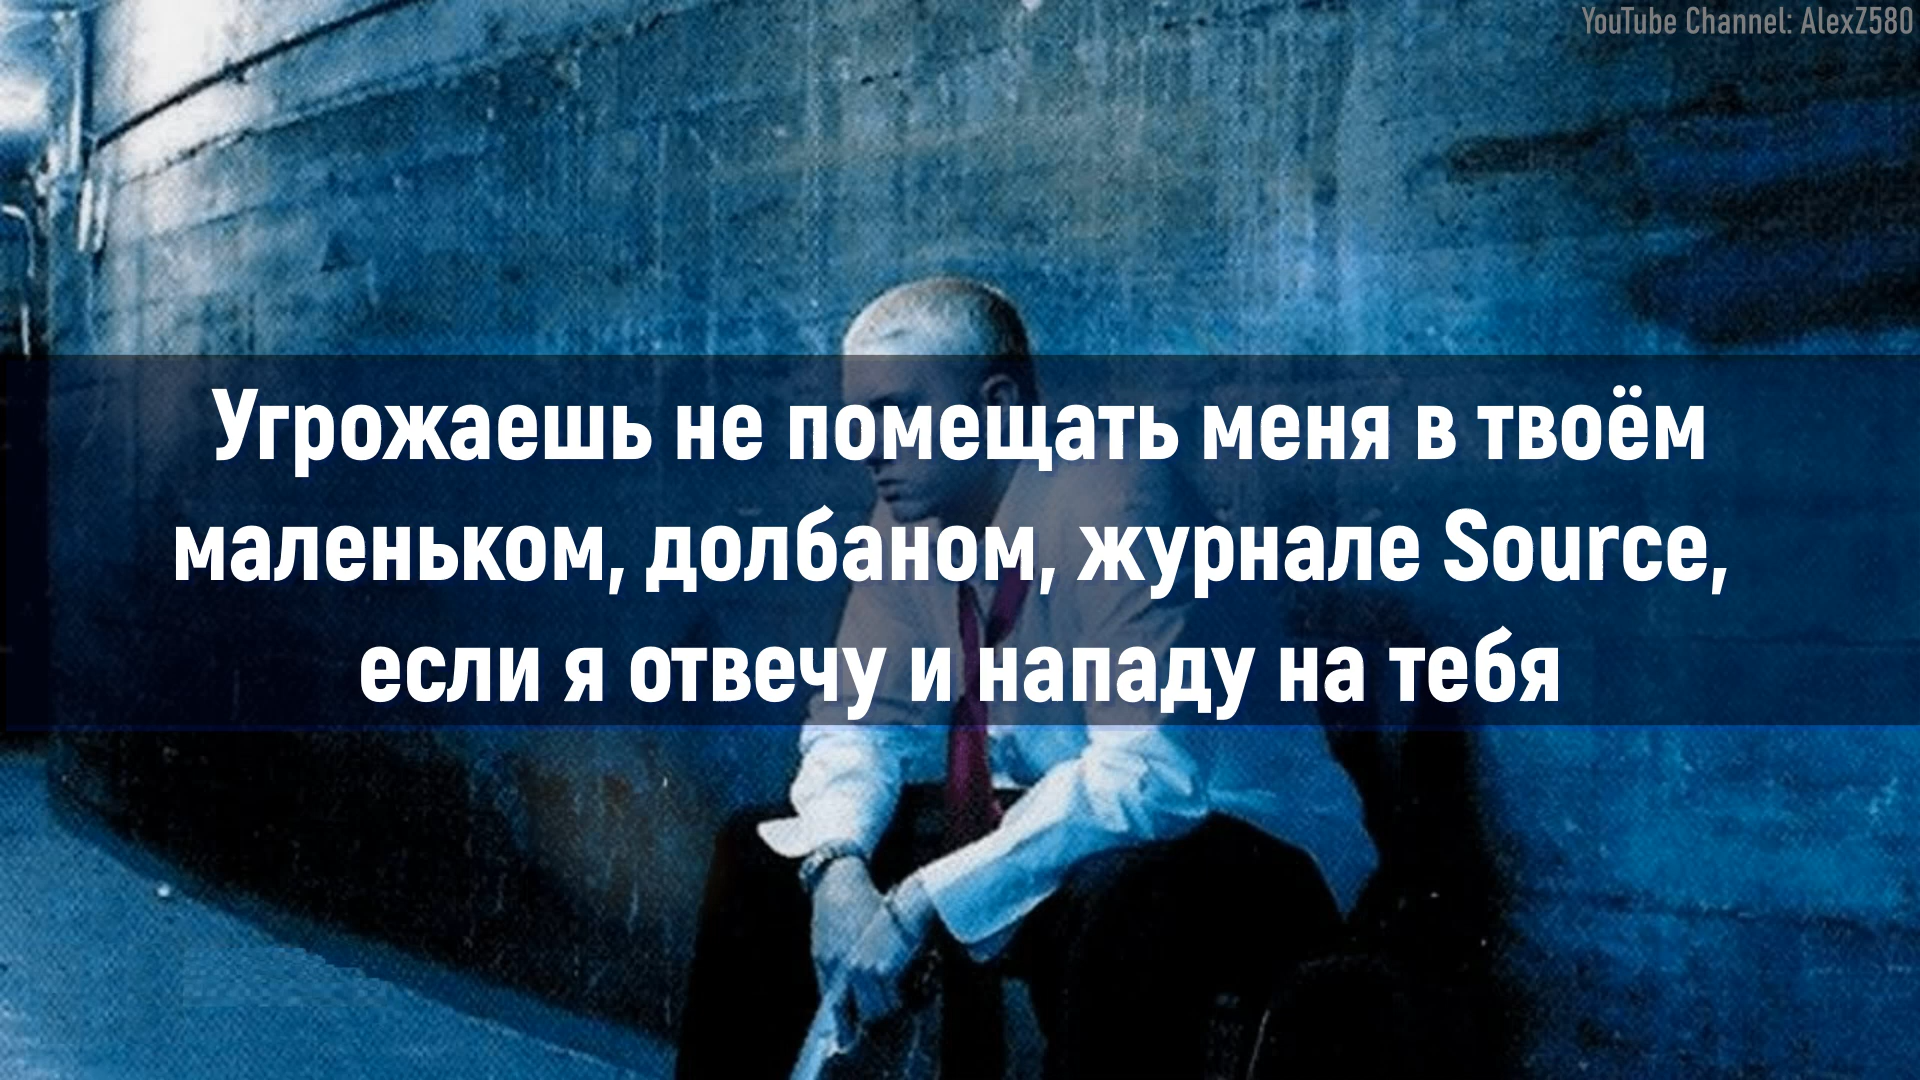 YouTube Channel: AlexZ580
Угрожаешь не помещать меня в твоём
маленьком, долбаном, журнале Source,
если я отвечу и нападу на тебя